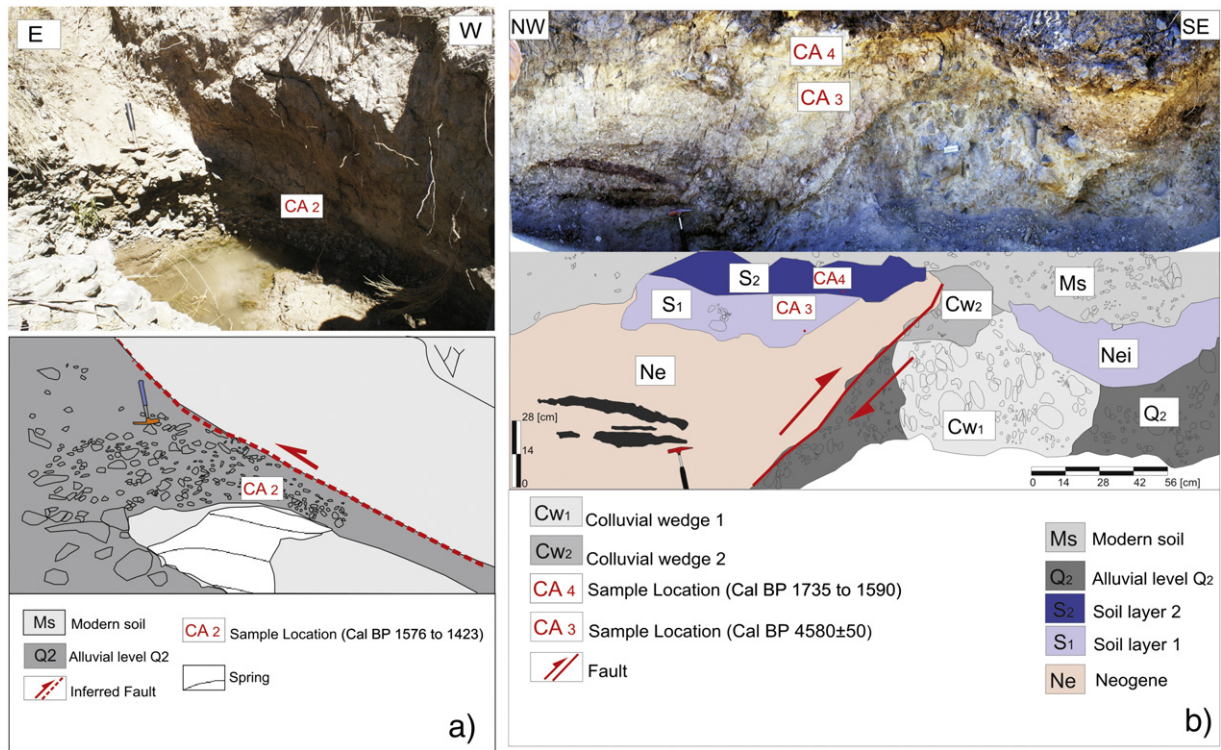 E
W
CA 2
CA 2
Ms Modern soil
Q2 Alluvial level Q2
Inferred Fault
CA 2 Sample Location (Cal BP 1576 to 1423)
Spring
a)
NW
SE
CA 4
CA 3
S2
CA4
S1
CA 3
Cw2
Ms
Ne
Nei
Cw1
Q2
28 [cm]
14
0
0 14 28 42 56 [cm]
Cw1 Colluvial wedge 1
Cw2 Colluvial wedge 2
CA 4 Sample Location (Cal BP 1735 to 1590)
CA 3 Sample Location (Cal BP 4580±50)
Fault
Ms Modern soil
Q2 Alluvial level Q2
S2 Soil layer 2
S1 Soil layer 1
Ne Neogene
b)